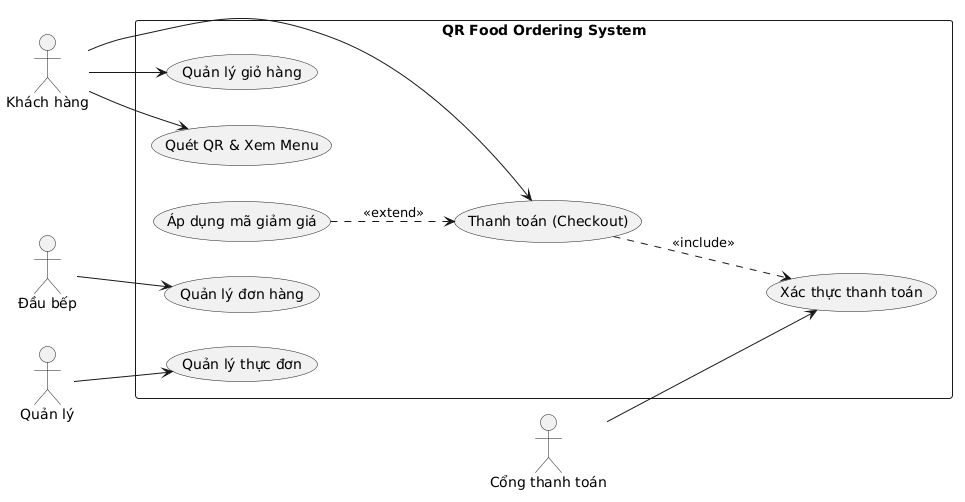 QR Food Ordering System
Khách hàng
Quản lý giỏ hàng
Quét QR & Xem Menu
Áp dụng mã giảm giá
«extend»
Thanh toán (Checkout)
«include»
Đầu bếp
Quản lý đơn hàng
Xác thực thanh toán
Quản lý
Quản lý thực đơn
Cổng thanh toán